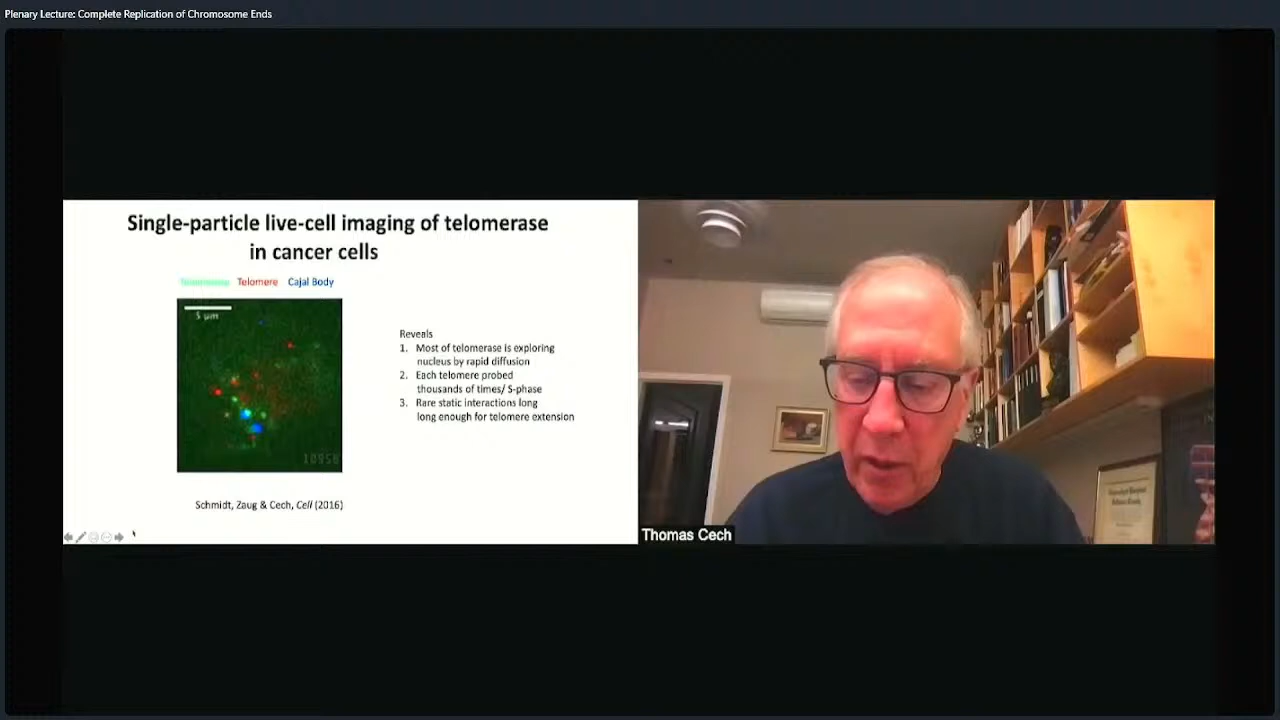 Plenary Lecture: Complete Replication of Chromosome Ends
Single-particle live-cell imaging of telomerase
in cancer cells
Telomerase Telomere Cajal Body
5 μm
10958
Reveals
1. Most of telomerase is exploring
nucleus by rapid diffusion
2. Each telomere probed
thousands of times/ S-phase
3. Rare static interactions long
long enough for telomere extension
Schmidt, Zaug & Cech, Cell (2016)
Thomas Cech